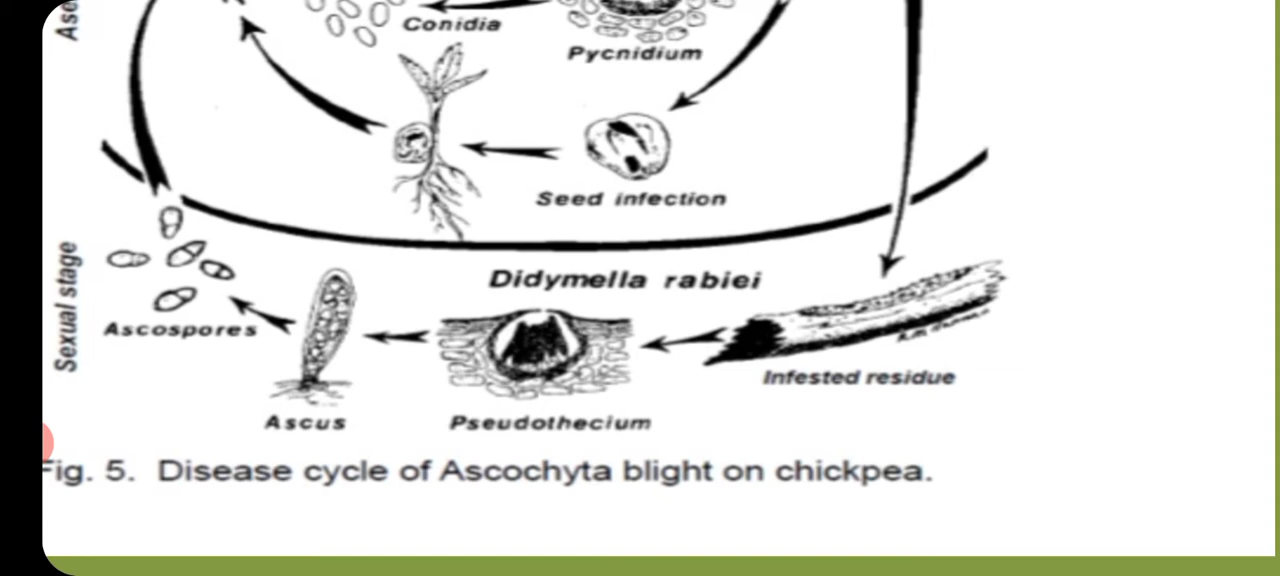 Conidia
Pycnidium
Seed infection
Didymella rabiei
Sexual stage
Ascospores
Infested residue
Ascus
Pseudothecium
Fig. 5. Disease cycle of Ascochyta blight on chickpea.